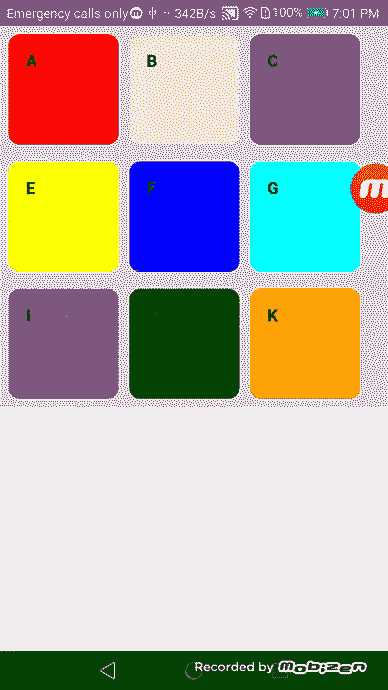 Emergency calls only 342B/s 100% 7:01 PM
A B C
E F G
I K
Recorded by mobizen